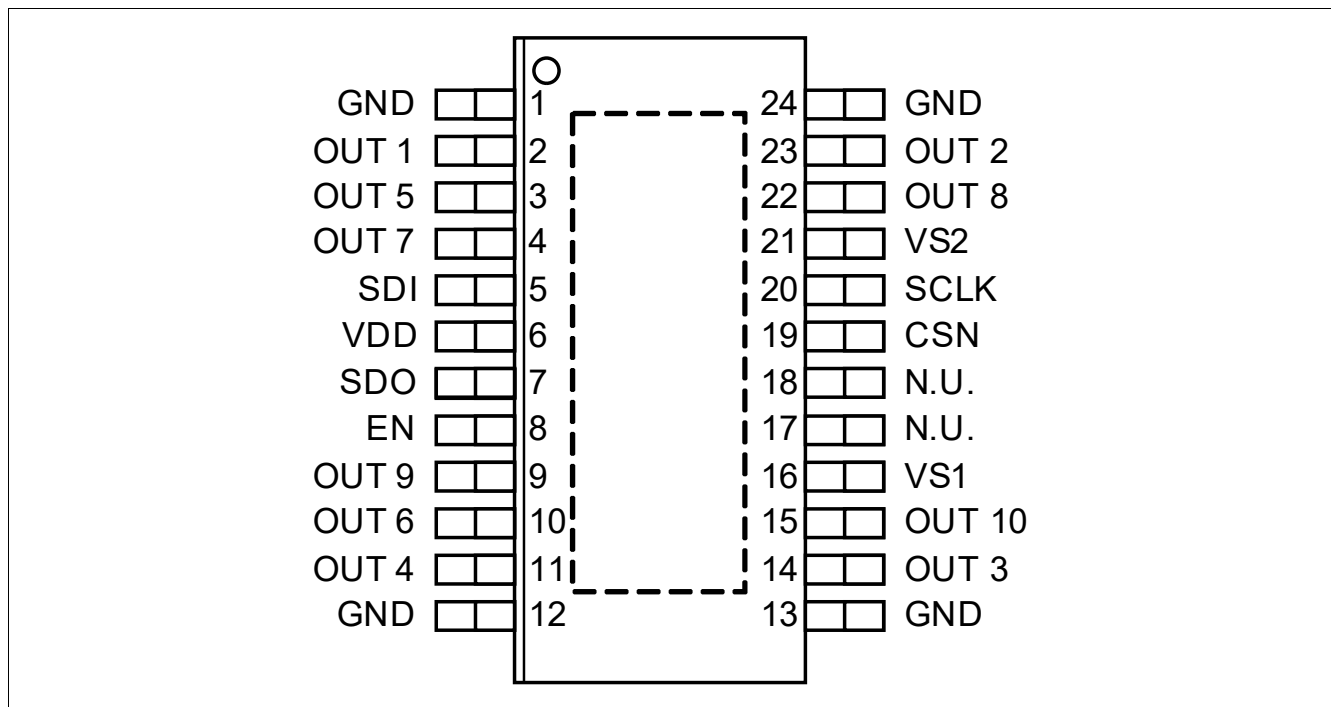 GND 1 24 GND
OUT 1 2 23 OUT 2
OUT 5 3 22 OUT 8
OUT 7 4 21 VS2
SDI 5 20 SCLK
VDD 6 19 CSN
SDO 7 18 N.U.
EN 8 17 N.U.
OUT 9 9 16 VS1
OUT 6 10 15 OUT 10
OUT 4 11 14 OUT 3
GND 12 13 GND